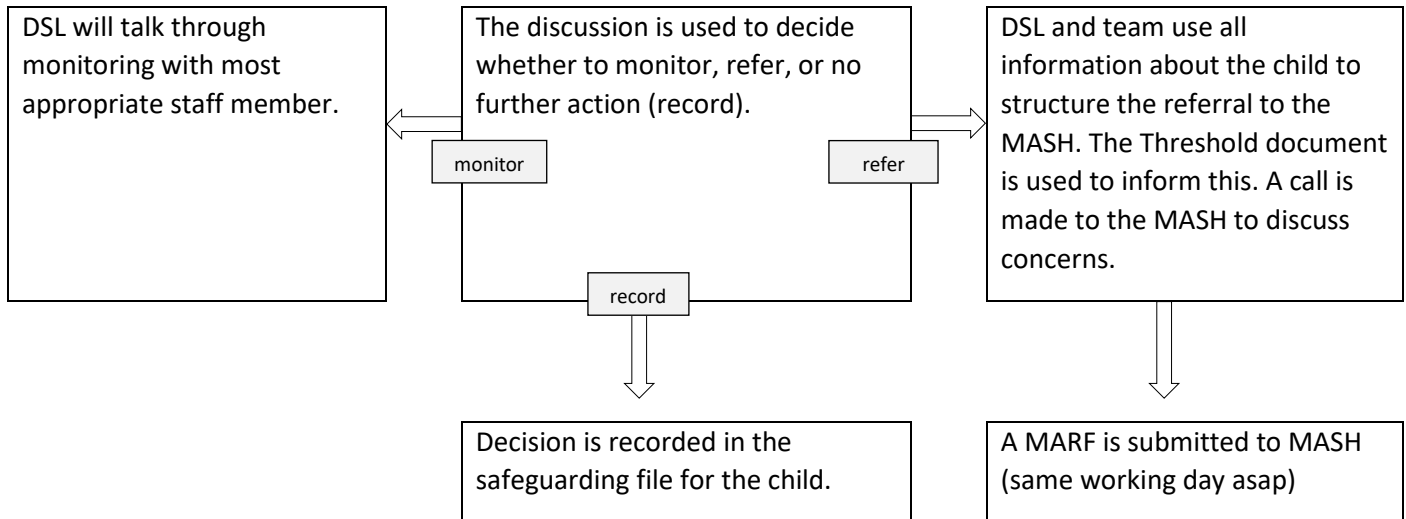 DSL will talk through
monitoring with most
appropriate staff member.
The discussion is used to decide
whether to monitor, refer, or no
further action (record).
monitor
refer
record
DSL and team use all
information about the child to
structure the referral to the
MASH. The Threshold document
is used to inform this. A call is
made to the MASH to discuss
concerns.
Decision is recorded in the
safeguarding file for the child.
A MARF is submitted to MASH
(same working day asap)